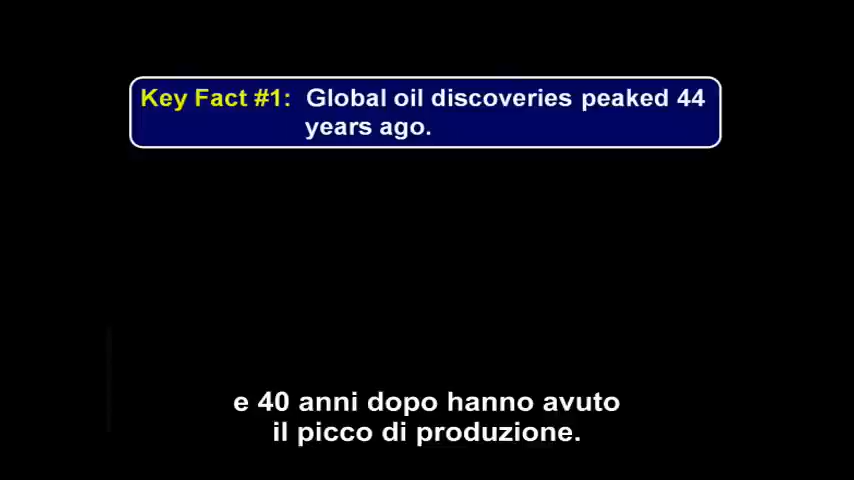 Key Fact #1: Global oil discoveries peaked 44
years ago.
e 40 anni dopo hanno avuto
il picco di produzione.